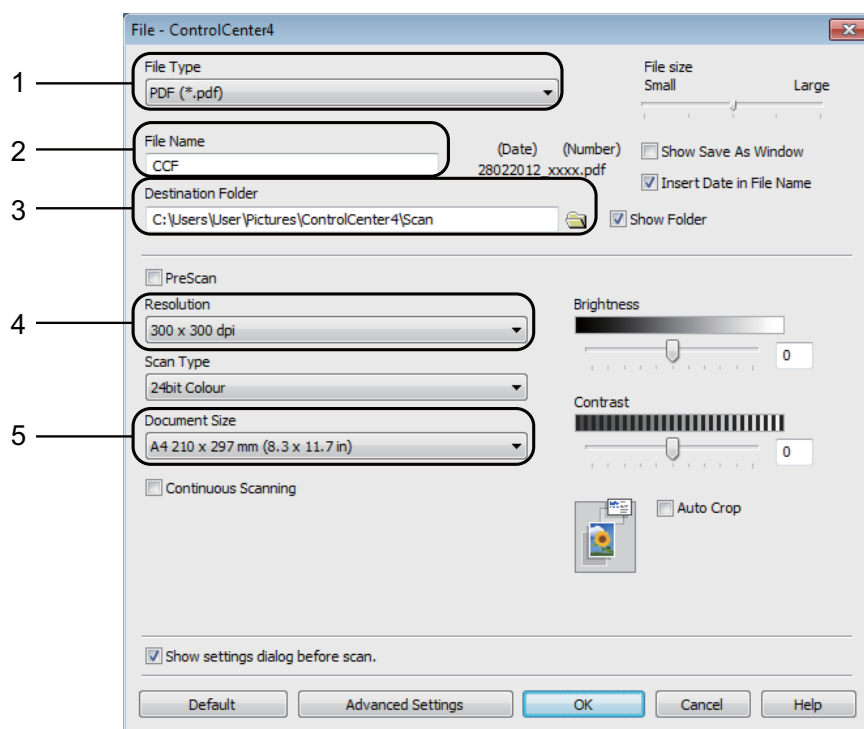 File - ControlCenter4
1
File Type
PDF (*.pdf)
File size
Small Large
2
File Name
CCF
(Date) (Number)
28022012_xxxx.pdf
Show Save As Window
Insert Date in File Name
3
Destination Folder
C:\Users\User\Pictures\ControlCenter4\Scan
Show Folder
PreScan
4
Resolution
300 x 300 dpi
Scan Type
24bit Colour
5
Document Size
A4 210 x 297 mm (8.3 x 11.7 in)
Continuous Scanning
Brightness
0
Contrast
0
Auto Crop
Show settings dialog before scan.
Default Advanced Settings OK Cancel Help